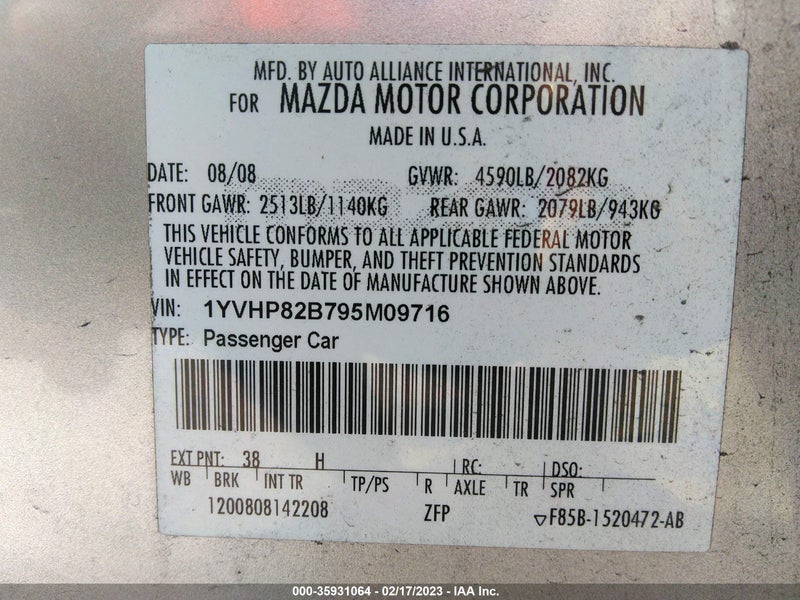 MFD. BY AUTO ALLIANCE INTERNATIONAL, INC.
FOR MAZDA MOTOR CORPORATION
MADE IN U.S.A.
DATE: 08/08 GVWR: 4590LB/2082KG
FRONT GAWR: 2513LB/1140KG REAR GAWR: 2079LB/943KG
THIS VEHICLE CONFORMS TO ALL APPLICABLE FEDERAL MOTOR
VEHICLE SAFETY, BUMPER, AND THEFT PREVENTION STANDARDS
IN EFFECT ON THE DATE OF MANUFACTURE SHOWN ABOVE.
VIN: 1YVHP82B795M09716
TYPE: Passenger Car
EXT PNT: 38 H RC: DSO:
WB BRK INT TR TP/PS R AXLE TR SPR
1200808142208 ZFP ▽F85B-1520472-AB
000-35931064 - 02/17/2023 - IAA Inc.